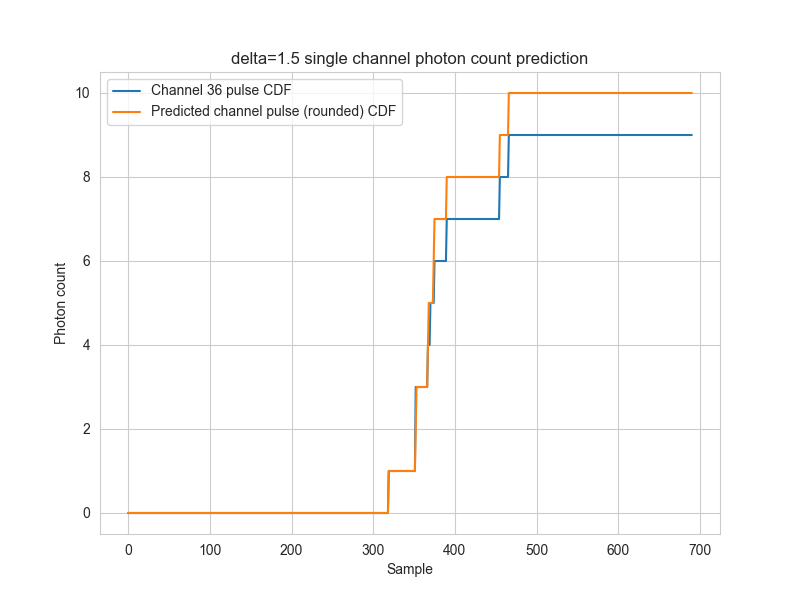 delta=1.5 single channel photon count prediction
Channel 36 pulse CDF
Predicted channel pulse (rounded) CDF
10
8
6
4
2
0
Photon count
0 100 200 300 400 500 600 700
Sample